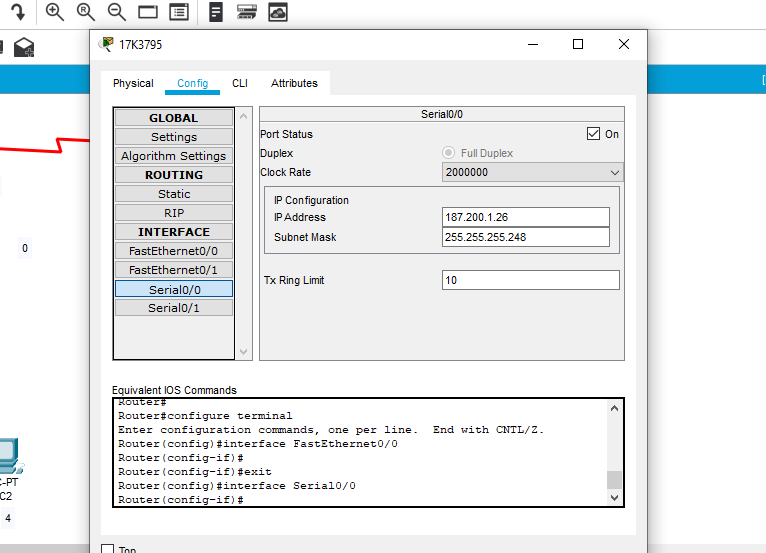 17K3795
Physical Config CLI Attributes
GLOBAL
Settings
Algorithm Settings
ROUTING
Static
RIP
INTERFACE
FastEthernet0/0
FastEthernet0/1
Serial0/0
Serial0/1
Serial0/0
Port Status On
Duplex Full Duplex
Clock Rate 2000000
IP Configuration
IP Address 187.200.1.26
Subnet Mask 255.255.255.248
Tx Ring Limit 10
Equivalent IOS Commands
Router#
Router#configure terminal
Enter configuration commands, one per line. End with CNTL/Z.
Router(config)#interface FastEthernet0/0
Router(config-if)#
Router(config-if)#exit
Router(config)#interface Serial0/0
Router(config-if)#
Top
0
C-PT
C2
4